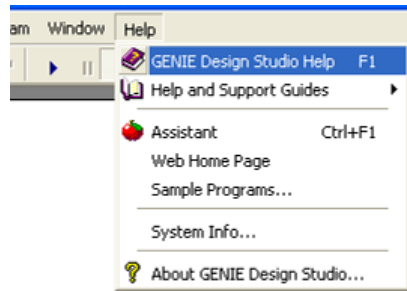 am Window Help
GENIE Design Studio Help F1
Help and Support Guides
Assistant Ctrl+F1
Web Home Page
Sample Programs...
System Info...
About GENIE Design Studio...